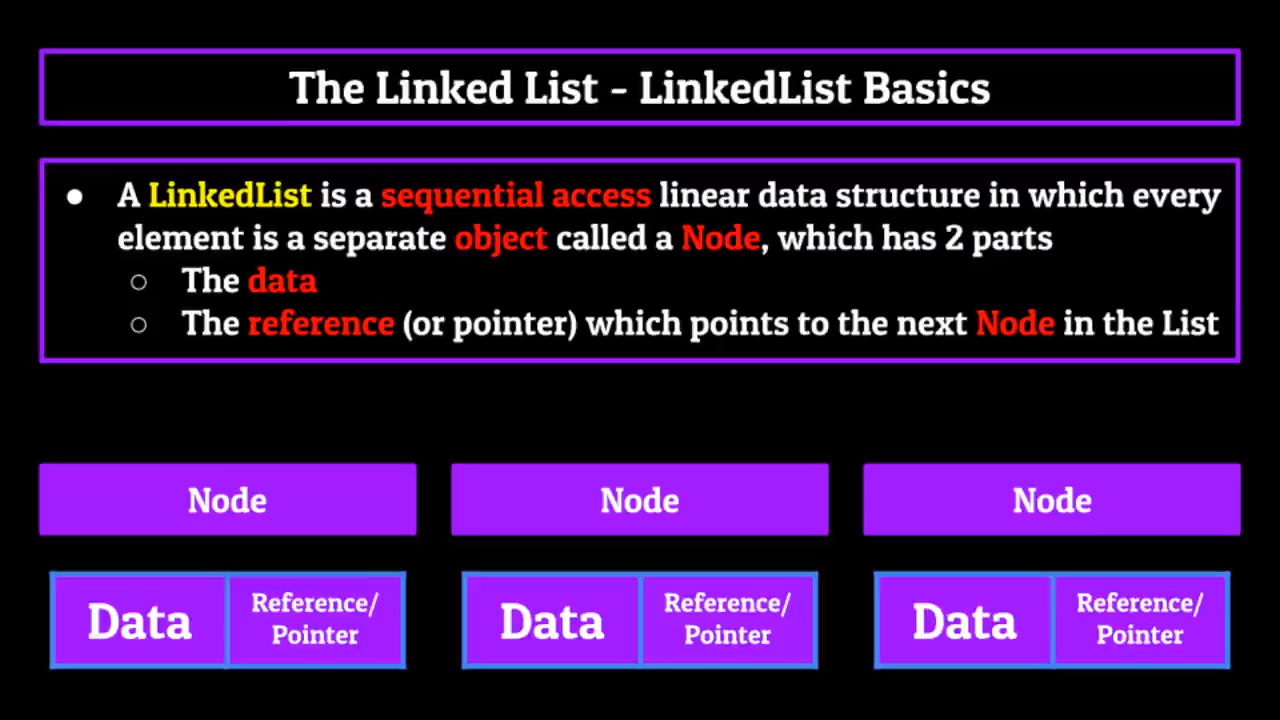 The Linked List - LinkedList Basics
● A LinkedList is a sequential access linear data structure in which every
element is a separate object called a Node, which has 2 parts
○ The data
○ The reference (or pointer) which points to the next Node in the List
Node
Node
Node
Data
Reference/
Pointer
Data
Reference/
Pointer
Data
Reference/
Pointer